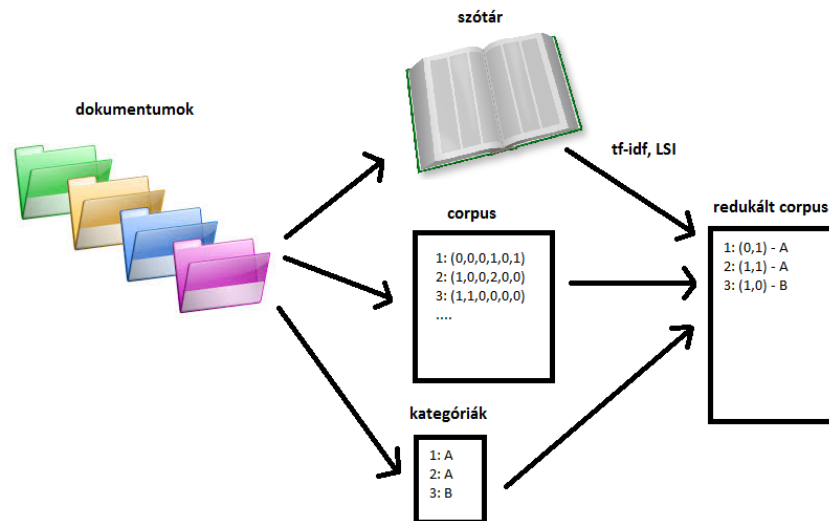 szótár
dokumentumok
tf-idf, LSI
corpus
1: (0,0,0,1,0,1)
2: (1,0,0,2,0,0)
3: (1,1,0,0,0,0)
....
redukált corpus
1: (0,1) - A
2: (1,1) - A
3: (1,0) - B
kategóriák
1: A
2: A
3: B